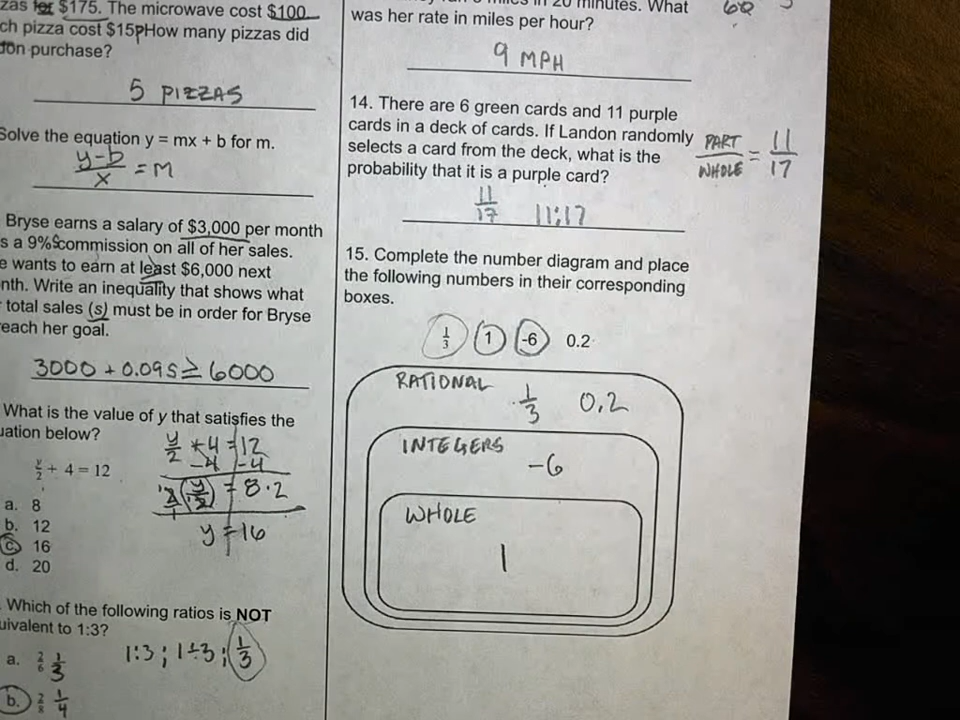 for $175. The microwave cost $100
pizza cost $15 How many pizzas did
purchase?
5 PIZZAS
Solve the equation y = mx + b for m.
y-b/x = M
Bryse earns a salary of $3,000 per month
a 9% commission on all of her sales.
wants to earn at least $6,000 next
Write an inequality that shows what
total sales (s) must be in order for Bryse
reach her goal.
3000 + 0.09s ≥ 6000
What is the value of y that satisfies the
below?
y/2 + 4 = 12
y/2 + 4 = 12
-4 -4
2(y/2) = 8·2
y = 16
a. 8
b. 12
c. 16
d. 20
Which of the following ratios is NOT
to 1:3?
1:3 ; 1÷3 ; 1/3
a. 2/6 1/3
b. 2/8 1/4
minutes. What
was her rate in miles per hour?
60
9 MPH
14. There are 6 green cards and 11 purple
cards in a deck of cards. If Landon randomly
selects a card from the deck, what is the
probability that it is a purple card?
PART/WHOLE = 11/17
11/17 11:17
15. Complete the number diagram and place
the following numbers in their corresponding
boxes.
1/3 1 -6 0.2
RATIONAL 1/3 0.2
INTEGERS
-6
WHOLE
1